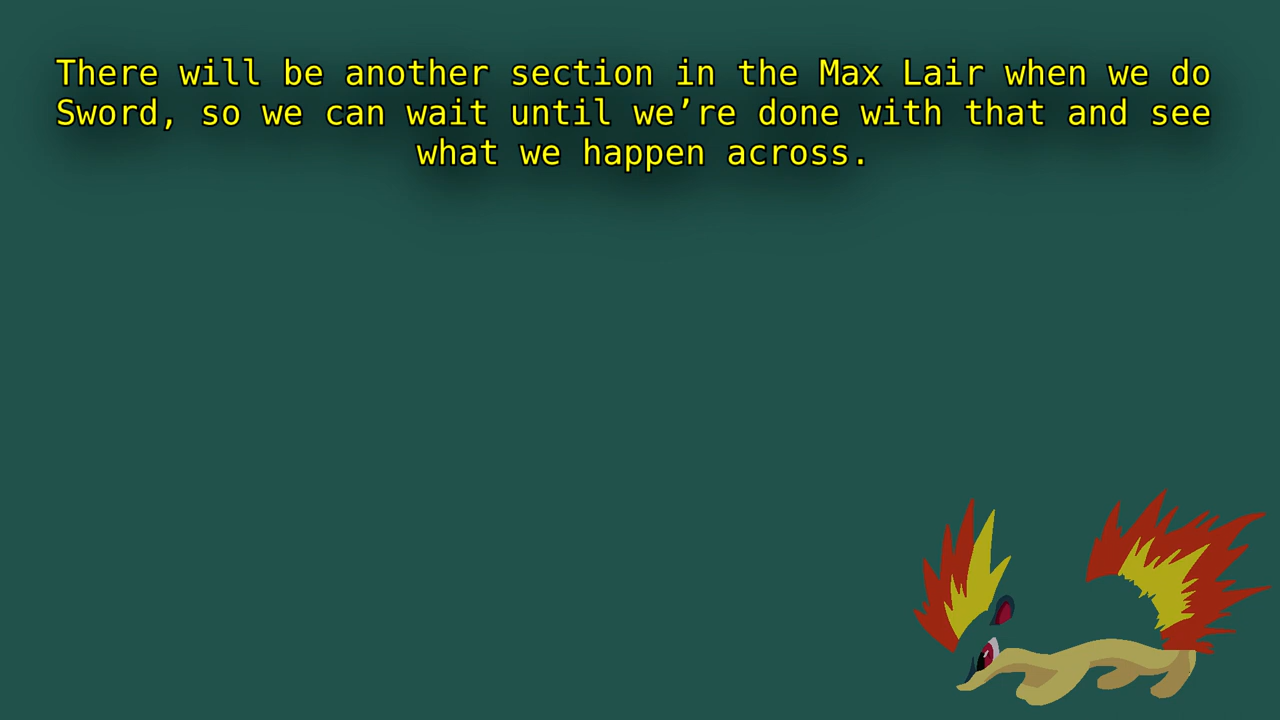 There will be another section in the Max Lair when we do
Sword, so we can wait until we’re done with that and see
what we happen across.